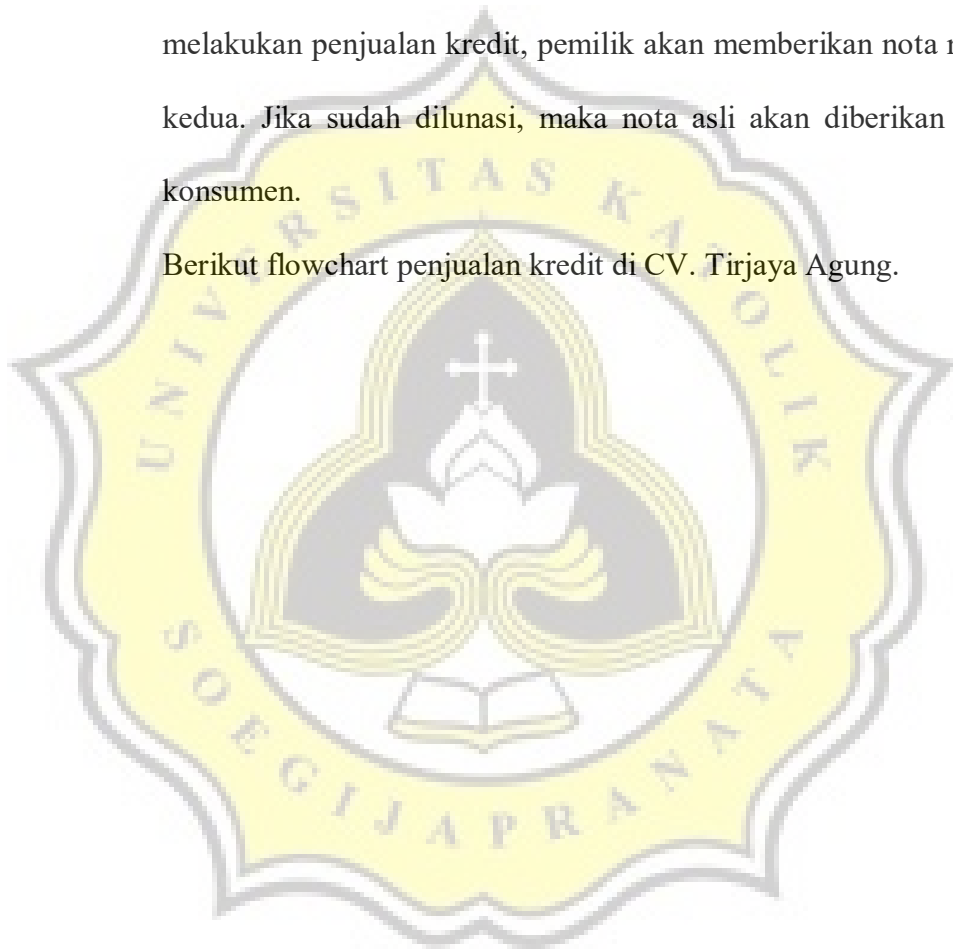 melakukan penjualan kredit, pemilik akan memberikan nota
kedua. Jika sudah dilunasi, maka nota asli akan diberikan
konsumen.
Berikut flowchart penjualan kredit di CV. Tirjaya Agung.
UNIVERSITAS KATOLIK
SOEGIJAPRANATA